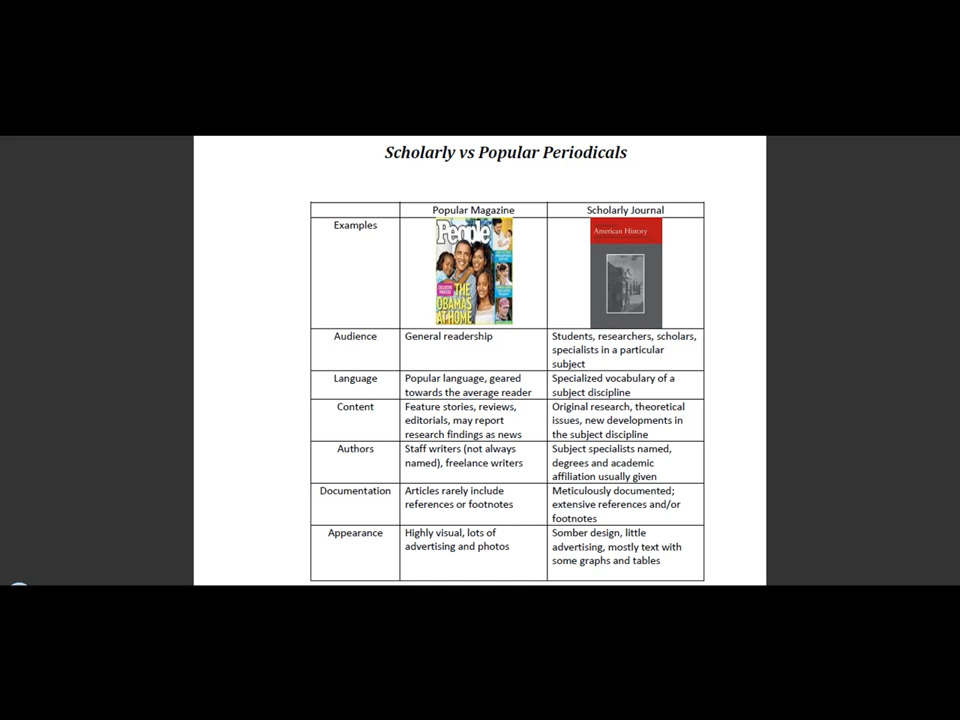 Scholarly vs Popular Periodicals
Popular Magazine
Scholarly Journal
Examples
People
THE
OBAMAS
AT HOME
American History
Audience
General readership
Students, researchers, scholars,
specialists in a particular
subject
Language
Popular language, geared
towards the average reader
Specialized vocabulary of a
subject discipline
Content
Feature stories, reviews,
editorials, may report
research findings as news
Original research, theoretical
issues, new developments in
the subject discipline
Authors
Staff writers (not always
named), freelance writers
Subject specialists named,
degrees and academic
affiliation usually given
Documentation
Articles rarely include
references or footnotes
Meticulously documented;
extensive references and/or
footnotes
Appearance
Highly visual, lots of
advertising and photos
Somber design, little
advertising, mostly text with
some graphs and tables